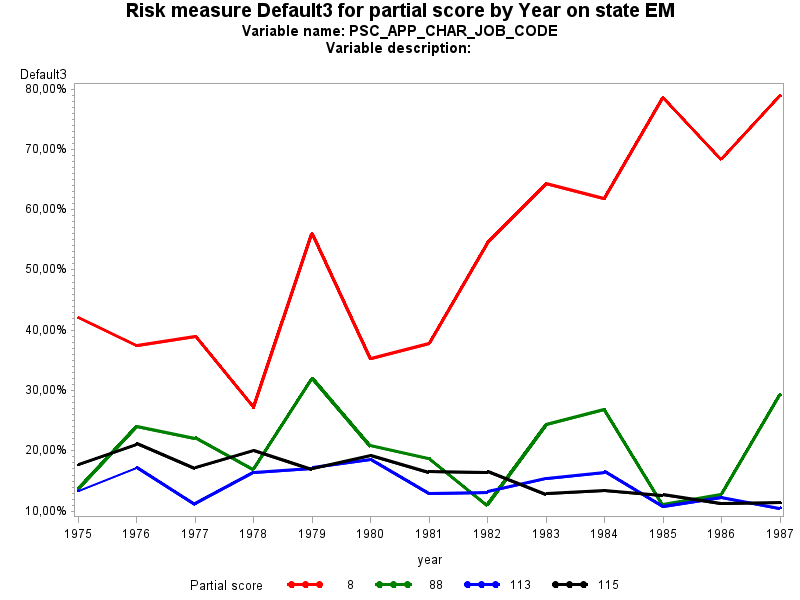 Risk measure Default3 for partial score by Year on state EM
Variable name: PSC_APP_CHAR_JOB_CODE
Variable description:
Default3
80,00%
70,00%
60,00%
50,00%
40,00%
30,00%
20,00%
10,00%
1975 1976 1977 1978 1979 1980 1981 1982 1983 1984 1985 1986 1987
year
Partial score 8 88 113 115